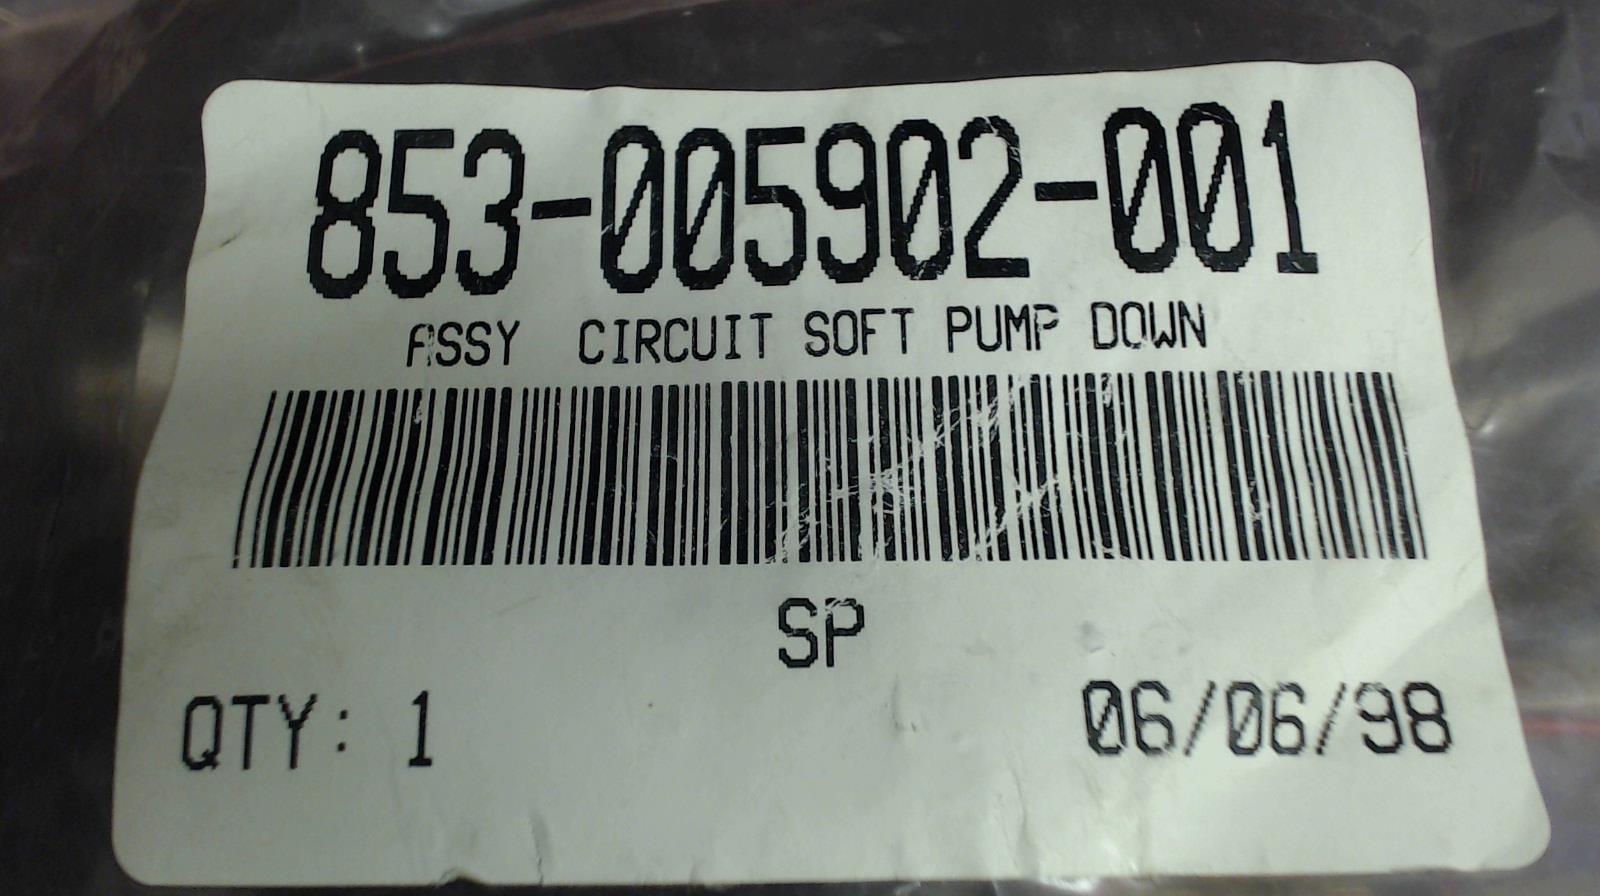 853-005902-001
ASSY CIRCUIT SOFT PUMP DOWN
SP
QTY: 1
06/06/98